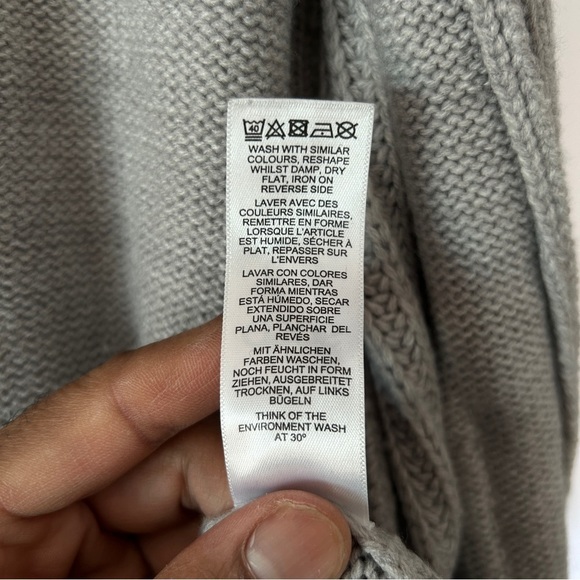 40
WASH WITH SIMILAR
COLOURS, RESHAPE
WHILST DAMP, DRY
FLAT, IRON ON
REVERSE SIDE
LAVER AVEC DES
COULEURS SIMILAIRES,
REMETTRE EN FORME
LORSQUE L'ARTICLE
EST HUMIDE, SÉCHER À
PLAT, REPASSER SUR
L'ENVERS
LAVAR CON COLORES
SIMILARES, DAR
FORMA MIENTRAS
ESTÁ HÚMEDO, SECAR
EXTENDIDO SOBRE
UNA SUPERFICIE
PLANA, PLANCHAR DEL
REVÉS
MIT ÄHNLICHEN
FARBEN WASCHEN,
NOCH FEUCHT IN FORM
ZIEHEN, AUSGEBREITET
TROCKNEN, AUF LINKS
BÜGELN
THINK OF THE
ENVIRONMENT WASH
AT 30º